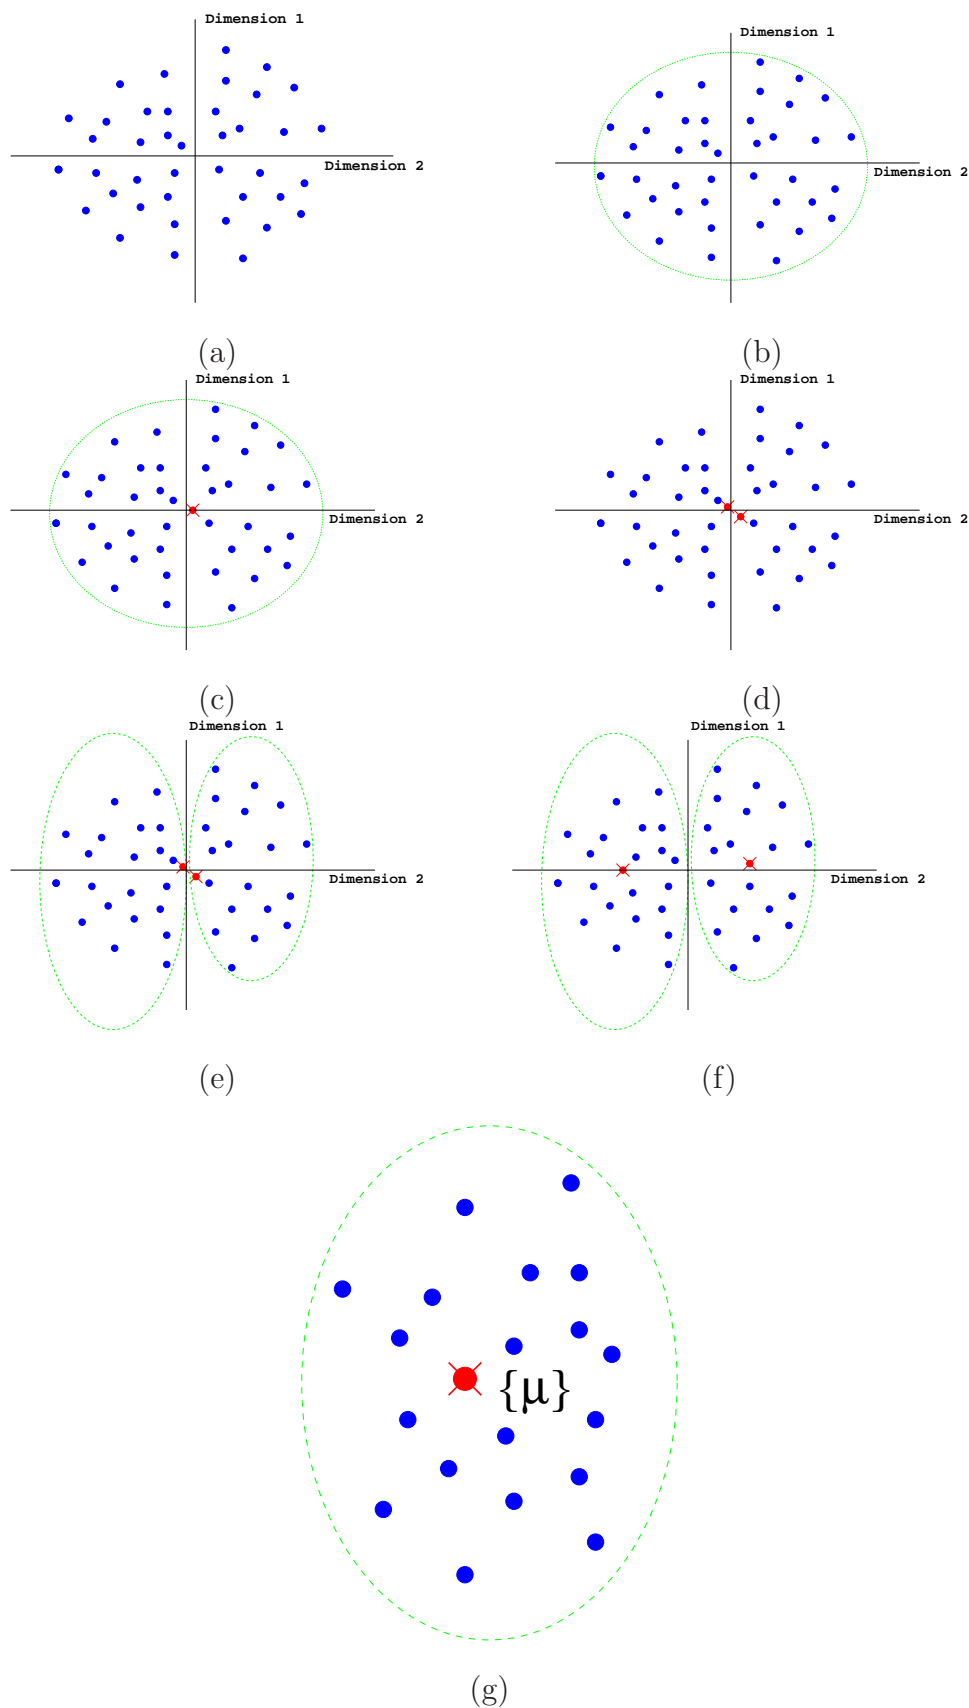 Dimension 1
Dimension 2
(a)
Dimension 1
Dimension 2
(b)
Dimension 1
Dimension 2
(c)
Dimension 1
Dimension 2
(d)
Dimension 1
Dimension 2
(e)
Dimension 1
Dimension 2
(f)
{μ}
(g)